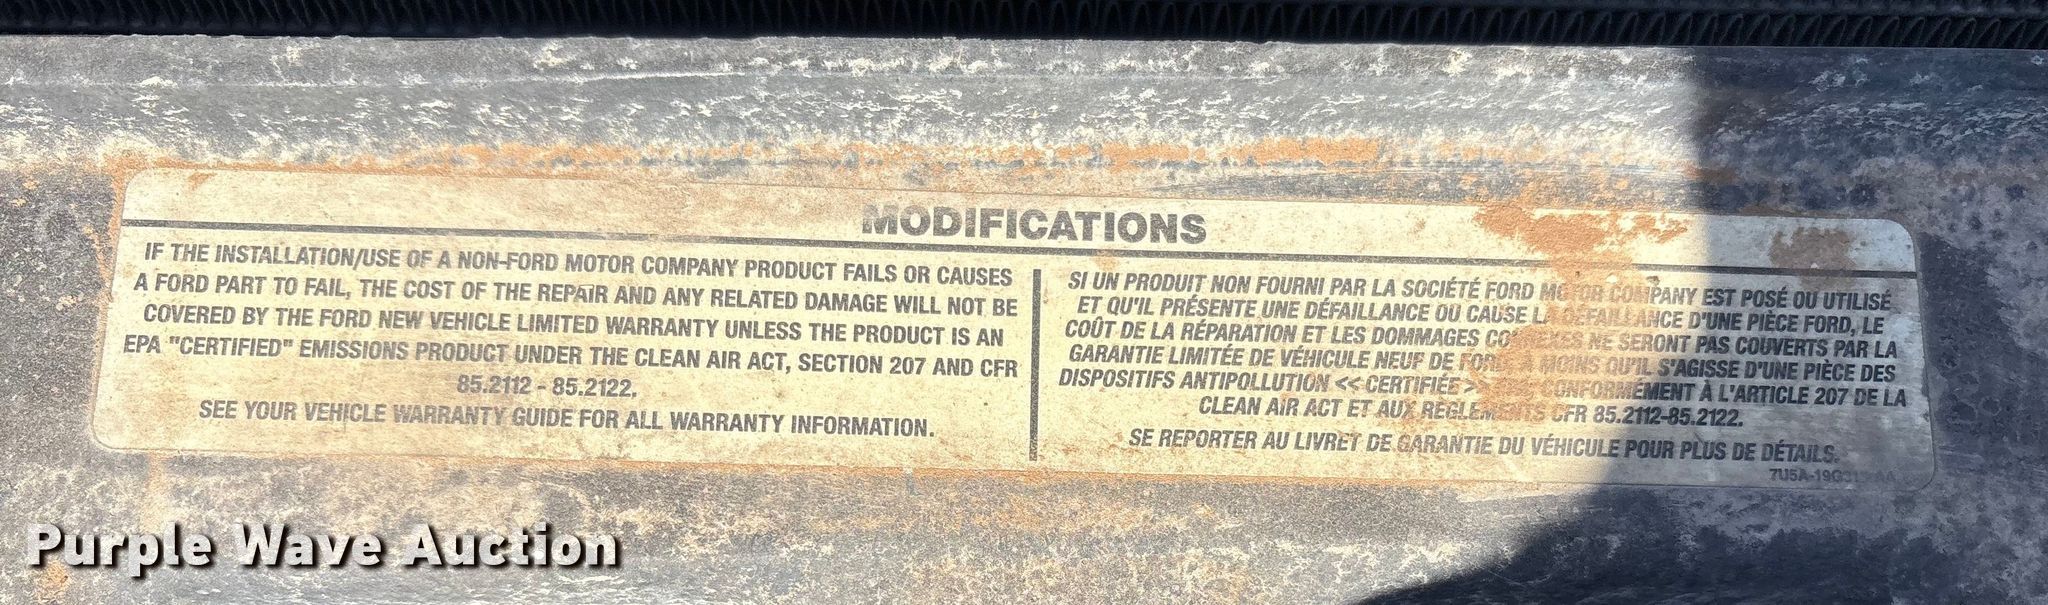 MODIFICATIONS
IF THE INSTALLATION/USE OF A NON-FORD MOTOR COMPANY PRODUCT FAILS OR CAUSES
A FORD PART TO FAIL, THE COST OF THE REPAIR AND ANY RELATED DAMAGE WILL NOT BE
COVERED BY THE FORD NEW VEHICLE LIMITED WARRANTY UNLESS THE PRODUCT IS AN
EPA "CERTIFIED" EMISSIONS PRODUCT UNDER THE CLEAN AIR ACT, SECTION 207 AND CFR
85.2112 - 85.2122.
SEE YOUR VEHICLE WARRANTY GUIDE FOR ALL WARRANTY INFORMATION.
SI UN PRODUIT NON FOURNI PAR LA SOCIÉTÉ FORD MOTOR COMPANY EST POSÉ OU UTILISÉ
ET QU'IL PRÉSENTE UNE DÉFAILLANCE OU CAUSE LA DÉFAILLANCE D'UNE PIÈCE FORD, LE
COÛT DE LA RÉPARATION ET LES DOMMAGES CONNEXES NE SERONT PAS COUVERTS PAR LA
GARANTIE LIMITÉE DE VÉHICULE NEUF DE FORD, À MOINS QU'IL S'AGISSE D'UNE PIÈCE DES
DISPOSITIFS ANTIPOLLUTION << CERTIFIÉE >> CONFORMÉMENT À L'ARTICLE 207 DE LA
CLEAN AIR ACT ET AUX RÈGLEMENTS CFR 85.2112-85.2122.
SE REPORTER AU LIVRET DE GARANTIE DU VÉHICULE POUR PLUS DE DÉTAILS.
Purple Wave Auction